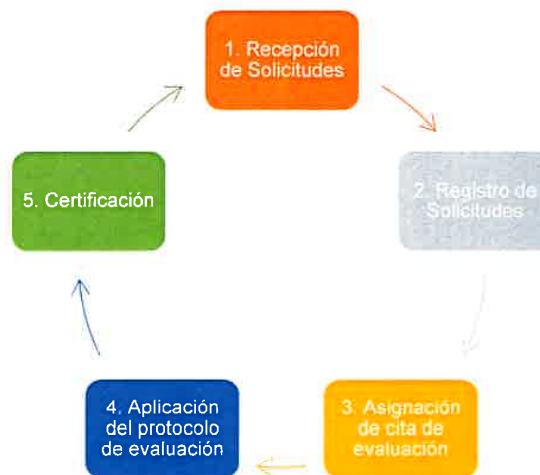 1. Recepción
de Solicitudes
2. Registro de
Solicitudes
3. Asignación
de cita de
evaluación
4. Aplicación
del protocolo
de evaluación
5. Certificación